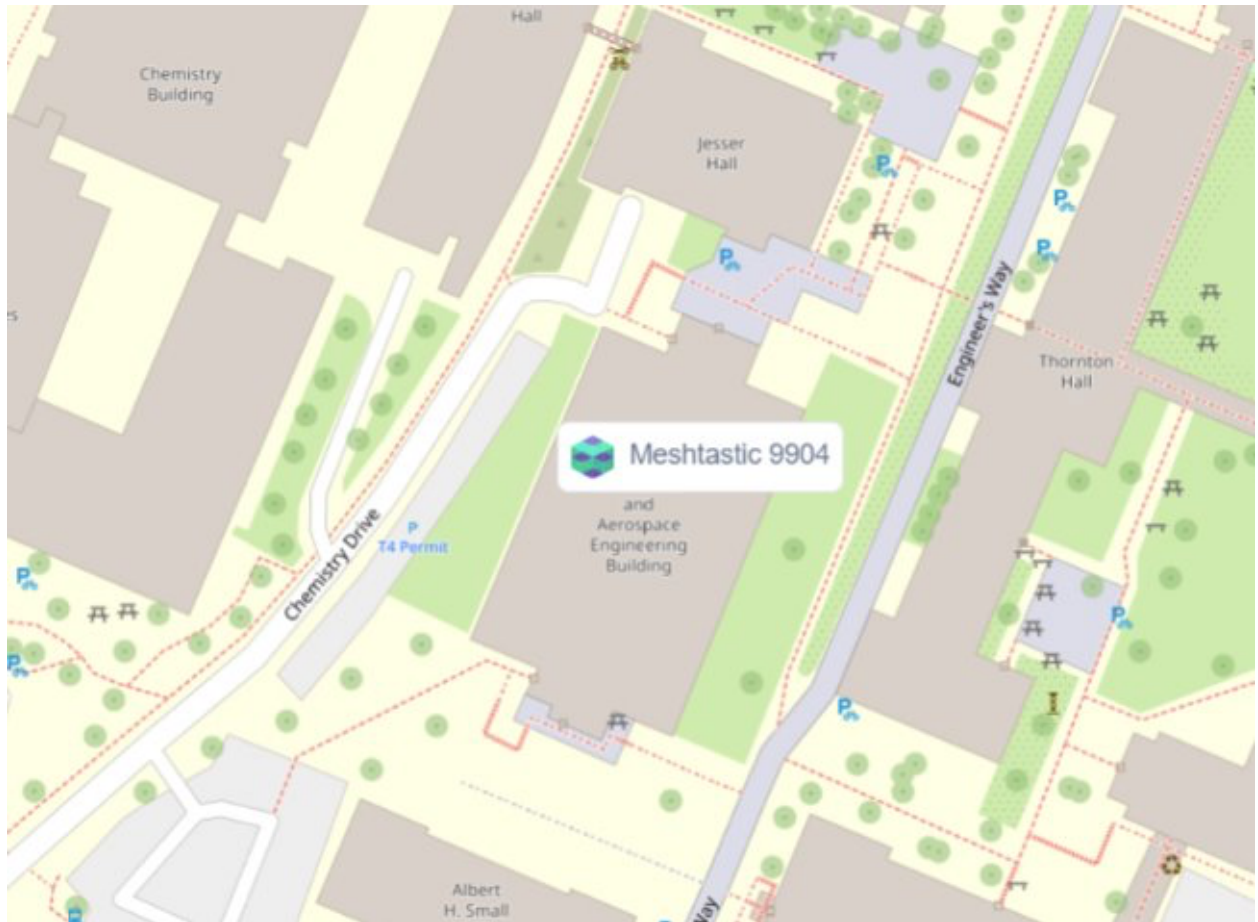 Hall
Chemistry
Building
Jesser
Hall
P
P
P
P
Engineer's Way
Thornton
Hall
Meshtastic 9904
and
Aerospace
Engineering
Building
P
T4 Permit
Chemistry Drive
P
P
P
P
Albert
H. Small
Way
P
P